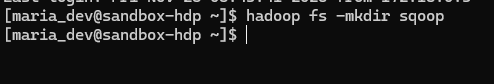 [maria_dev@sandbox-hdp ~]$ hadoop fs -mkdir sqoop
[maria_dev@sandbox-hdp ~]$